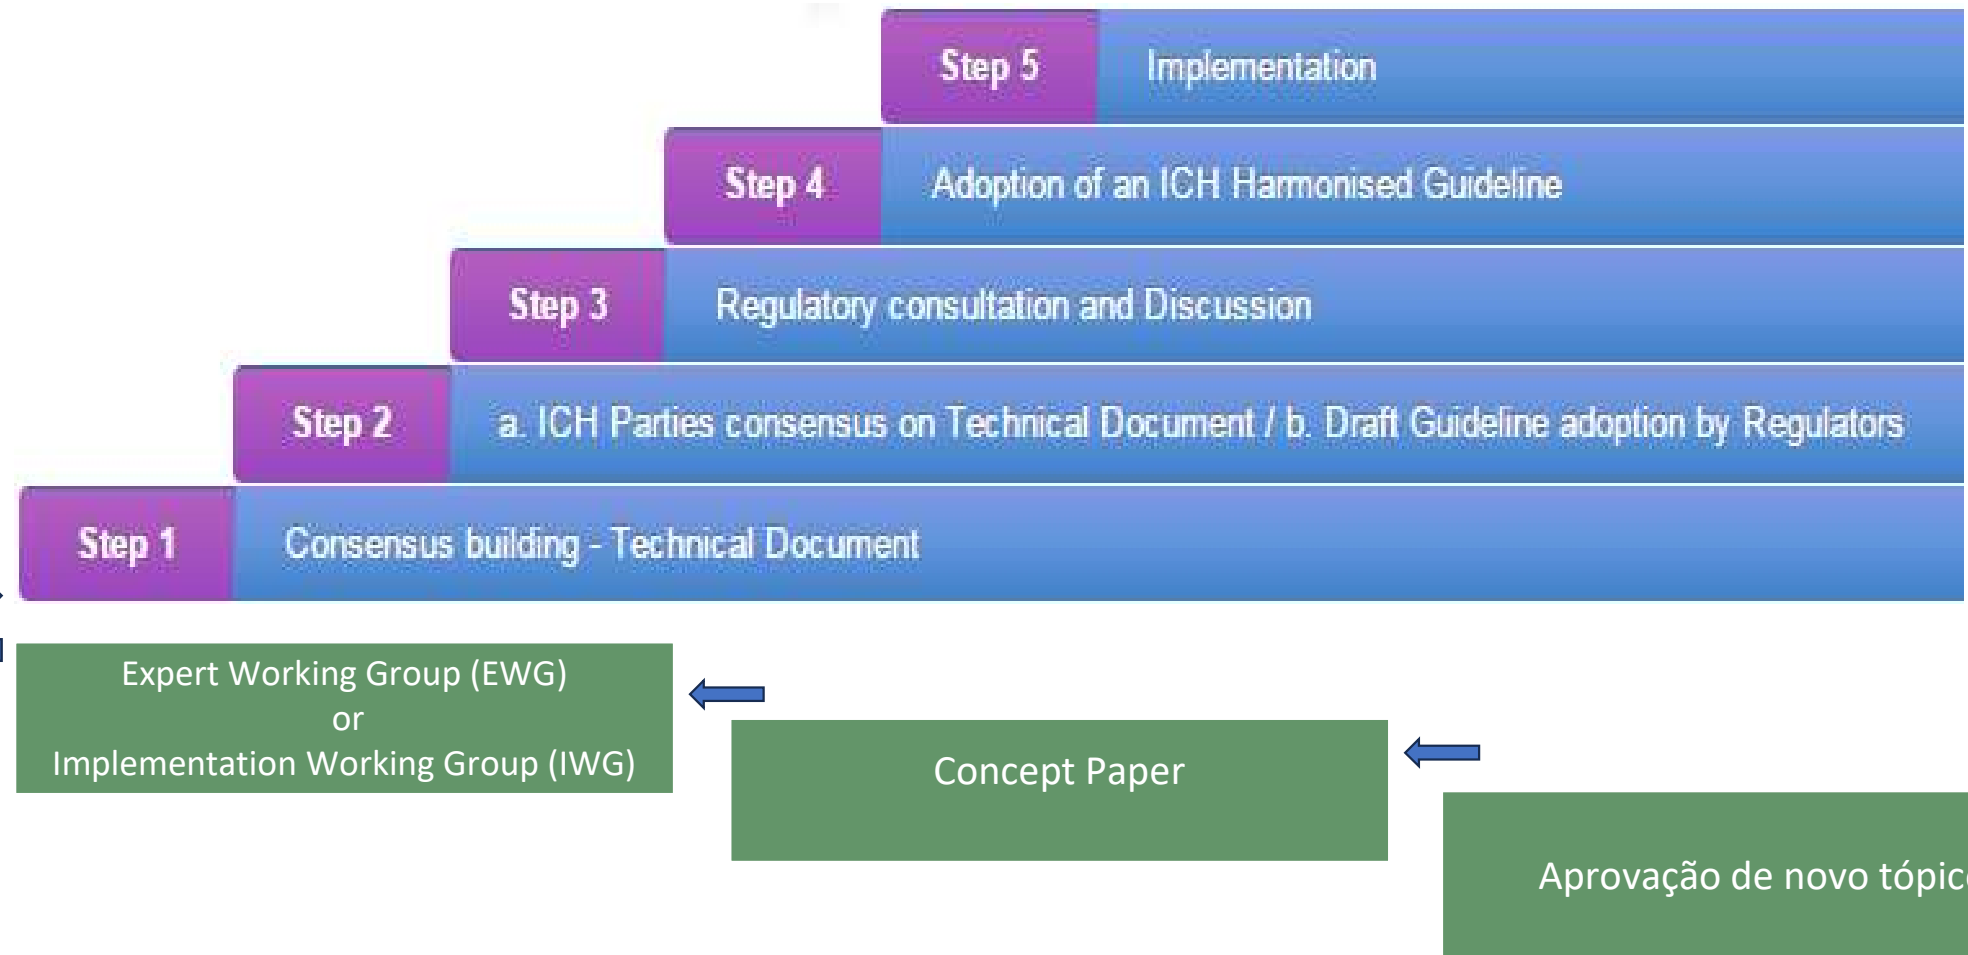 Step 5 Implementation
Step 4 Adoption of an ICH Harmonised Guideline
Step 3 Regulatory consultation and Discussion
Step 2 a. ICH Parties consensus on Technical Document / b. Draft Guideline adoption by Regulators
Step 1 Consensus building - Technical Document
Expert Working Group (EWG)
or
Implementation Working Group (IWG)
Concept Paper
Aprovação de novo tópico